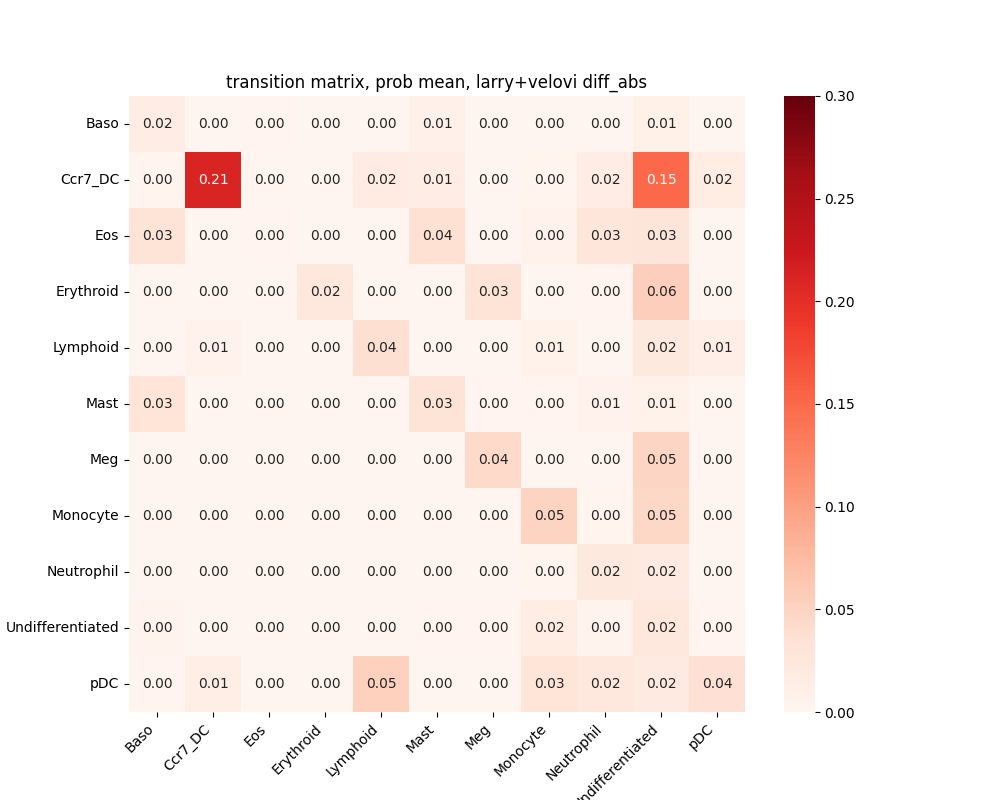 transition matrix, prob mean, larry+velovi diff_abs
Baso 0.02 0.00 0.00 0.00 0.00 0.01 0.00 0.00 0.00 0.01 0.00
Ccr7_DC 0.00 0.21 0.00 0.00 0.02 0.01 0.00 0.00 0.02 0.15 0.02
Eos 0.03 0.00 0.00 0.00 0.00 0.04 0.00 0.00 0.03 0.03 0.00
Erythroid 0.00 0.00 0.00 0.02 0.00 0.00 0.03 0.00 0.00 0.06 0.00
Lymphoid 0.00 0.01 0.00 0.00 0.04 0.00 0.00 0.01 0.00 0.02 0.01
Mast 0.03 0.00 0.00 0.00 0.00 0.03 0.00 0.00 0.01 0.01 0.00
Meg 0.00 0.00 0.00 0.00 0.00 0.00 0.04 0.00 0.00 0.05 0.00
Monocyte 0.00 0.00 0.00 0.00 0.00 0.00 0.00 0.05 0.00 0.05 0.00
Neutrophil 0.00 0.00 0.00 0.00 0.00 0.00 0.00 0.00 0.02 0.02 0.00
Undifferentiated 0.00 0.00 0.00 0.00 0.00 0.00 0.00 0.02 0.00 0.02 0.00
pDC 0.00 0.01 0.00 0.00 0.05 0.00 0.00 0.03 0.02 0.02 0.04
Baso Ccr7_DC Eos Erythroid Lymphoid Mast Meg Monocyte Neutrophil ndifferentiated pDC
0.30
0.25
0.20
0.15
0.10
0.05
0.00